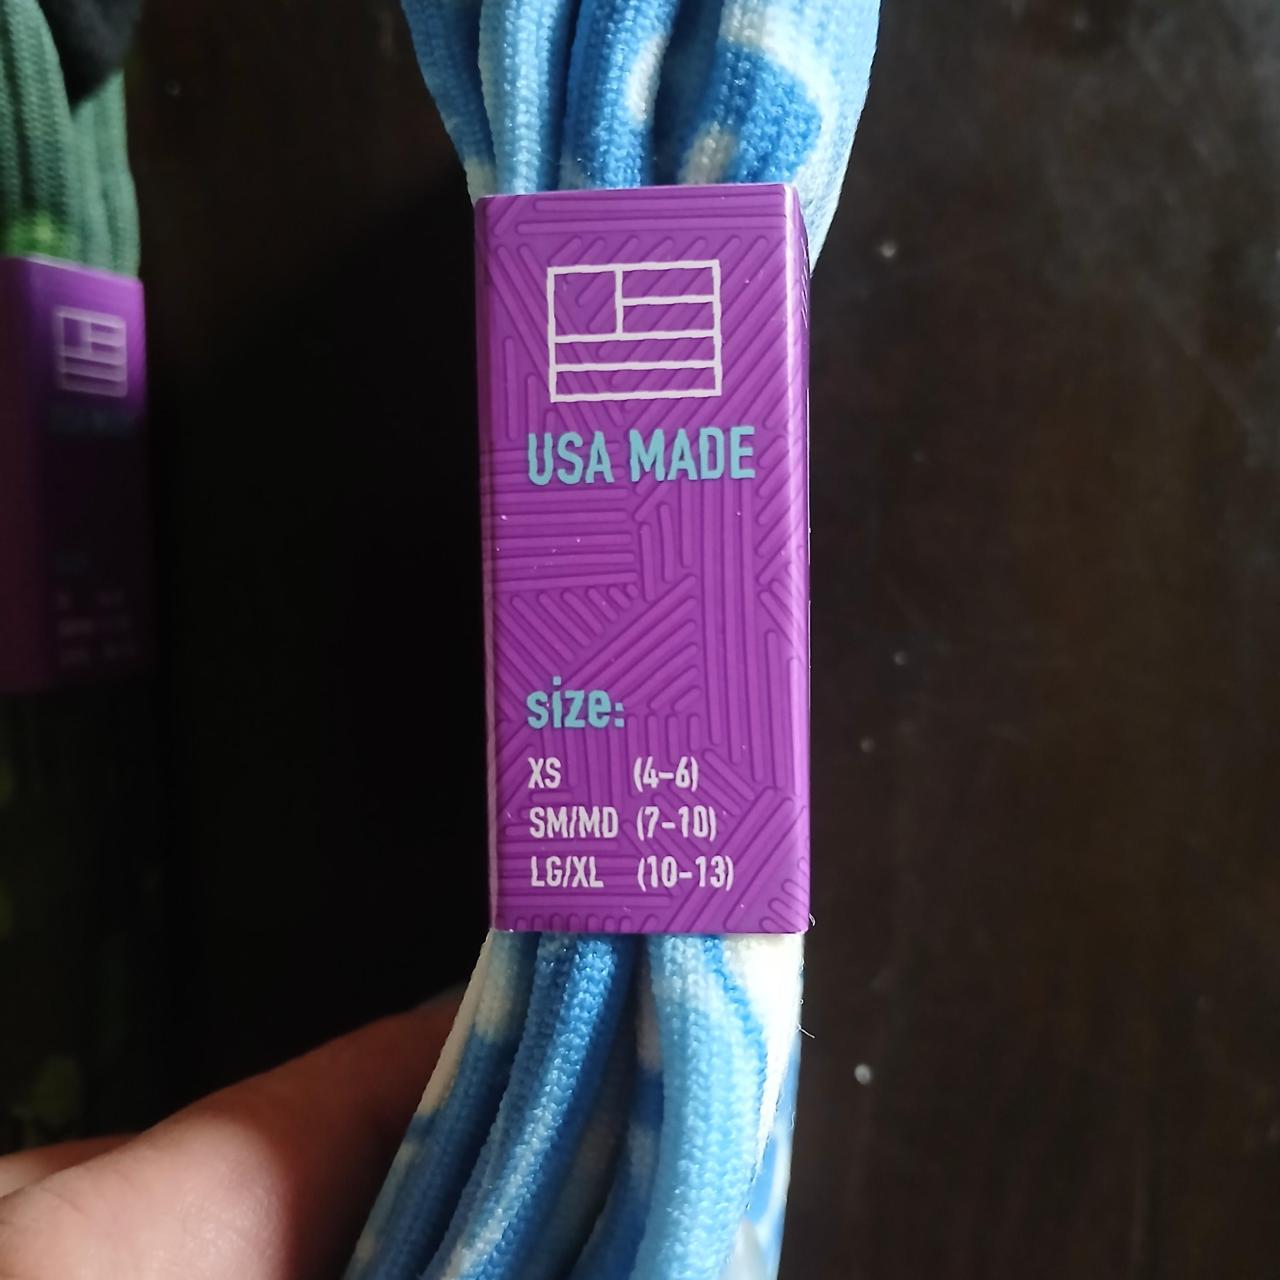 USA MADE
size:
XS (4-6)
SM/MD (7-10)
LG/XL (10-13)